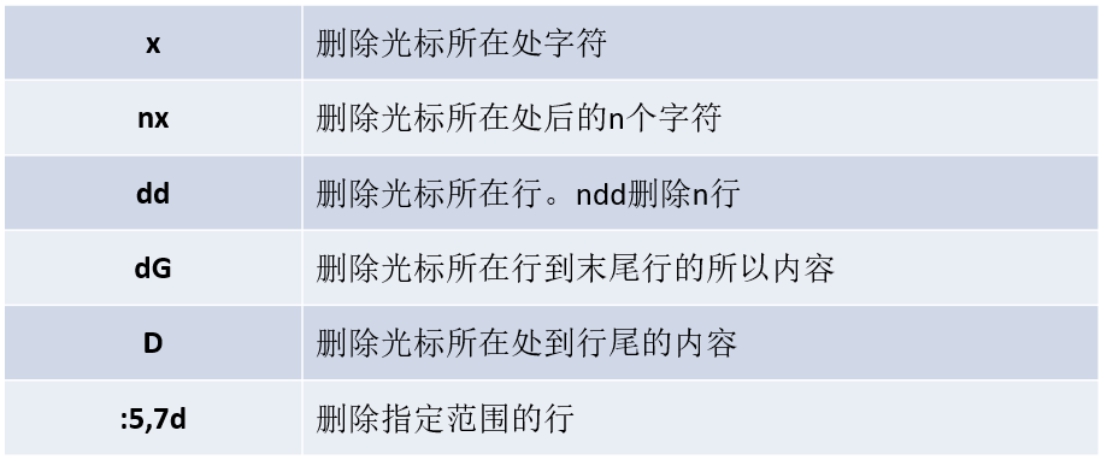 x 删除光标所在处字符
nx 删除光标所在处后的n个字符
dd 删除光标所在行。ndd删除n行
dG 删除光标所在行到末尾行的所以内容
D 删除光标所在处到行尾的内容
:5,7d 删除指定范围的行